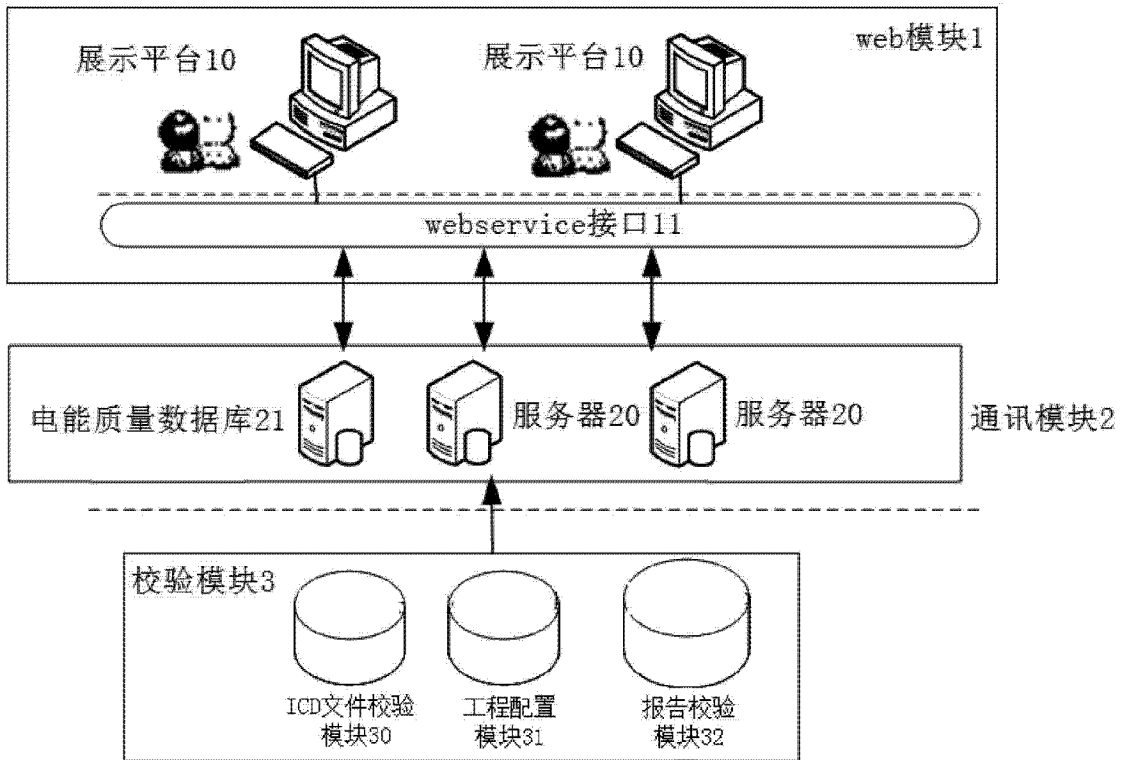 web模块1
展示平台10
展示平台10
webservice接口11
电能质量数据库21
服务器20
服务器20
通讯模块2
校验模块3
ICD文件校验
模块30
工程配置
模块31
报告校验
模块32